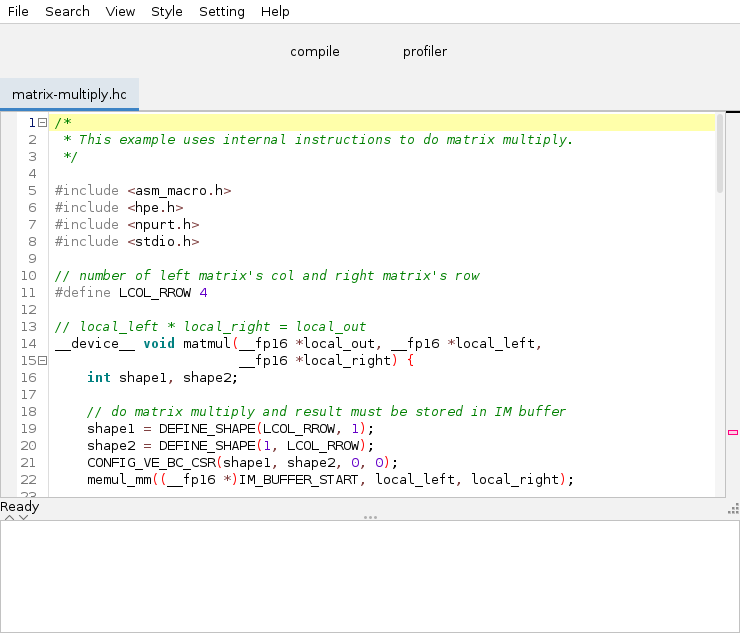 File Search View Style Setting Help
compile profiler
matrix-multiply.hc
1 /*
2  * This example uses internal instructions to do matrix multiply.
3  */
4
5 #include <asm_macro.h>
6 #include <hpe.h>
7 #include <npurt.h>
8 #include <stdio.h>
9
10 // number of left matrix's col and right matrix's row
11 #define LCOL_RROW 4
12
13 // local_left * local_right = local_out
14 __device__ void matmul(__fp16 *local_out, __fp16 *local_left,
15                        __fp16 *local_right) {
16     int shape1, shape2;
17
18     // do matrix multiply and result must be stored in IM buffer
19     shape1 = DEFINE_SHAPE(LCOL_RROW, 1);
20     shape2 = DEFINE_SHAPE(1, LCOL_RROW);
21     CONFIG_VE_BC_CSR(shape1, shape2, 0, 0);
22     memul_mm((__fp16 *)IM_BUFFER_START, local_left, local_right);
23
Ready